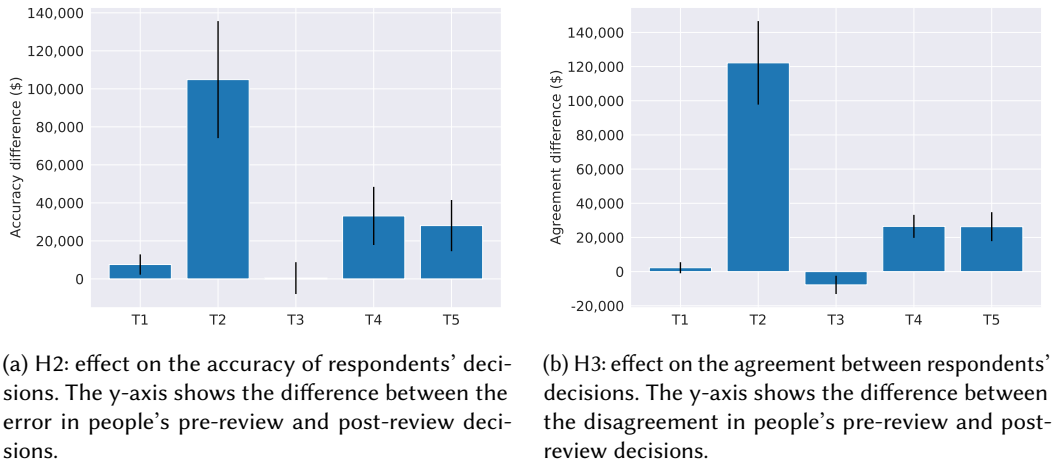 140,000
120,000
100,000
80,000
60,000
40,000
20,000
0
Accuracy difference ($)
T1 T2 T3 T4 T5
(a) H2: effect on the accuracy of respondents' deci-
sions. The y-axis shows the difference between the
error in people's pre-review and post-review deci-
sions.
140,000
120,000
100,000
80,000
60,000
40,000
20,000
0
-20,000
Agreement difference ($)
T1 T2 T3 T4 T5
(b) H3: effect on the agreement between respondents'
decisions. The y-axis shows the difference between
the disagreement in people's pre-review and post-
review decisions.